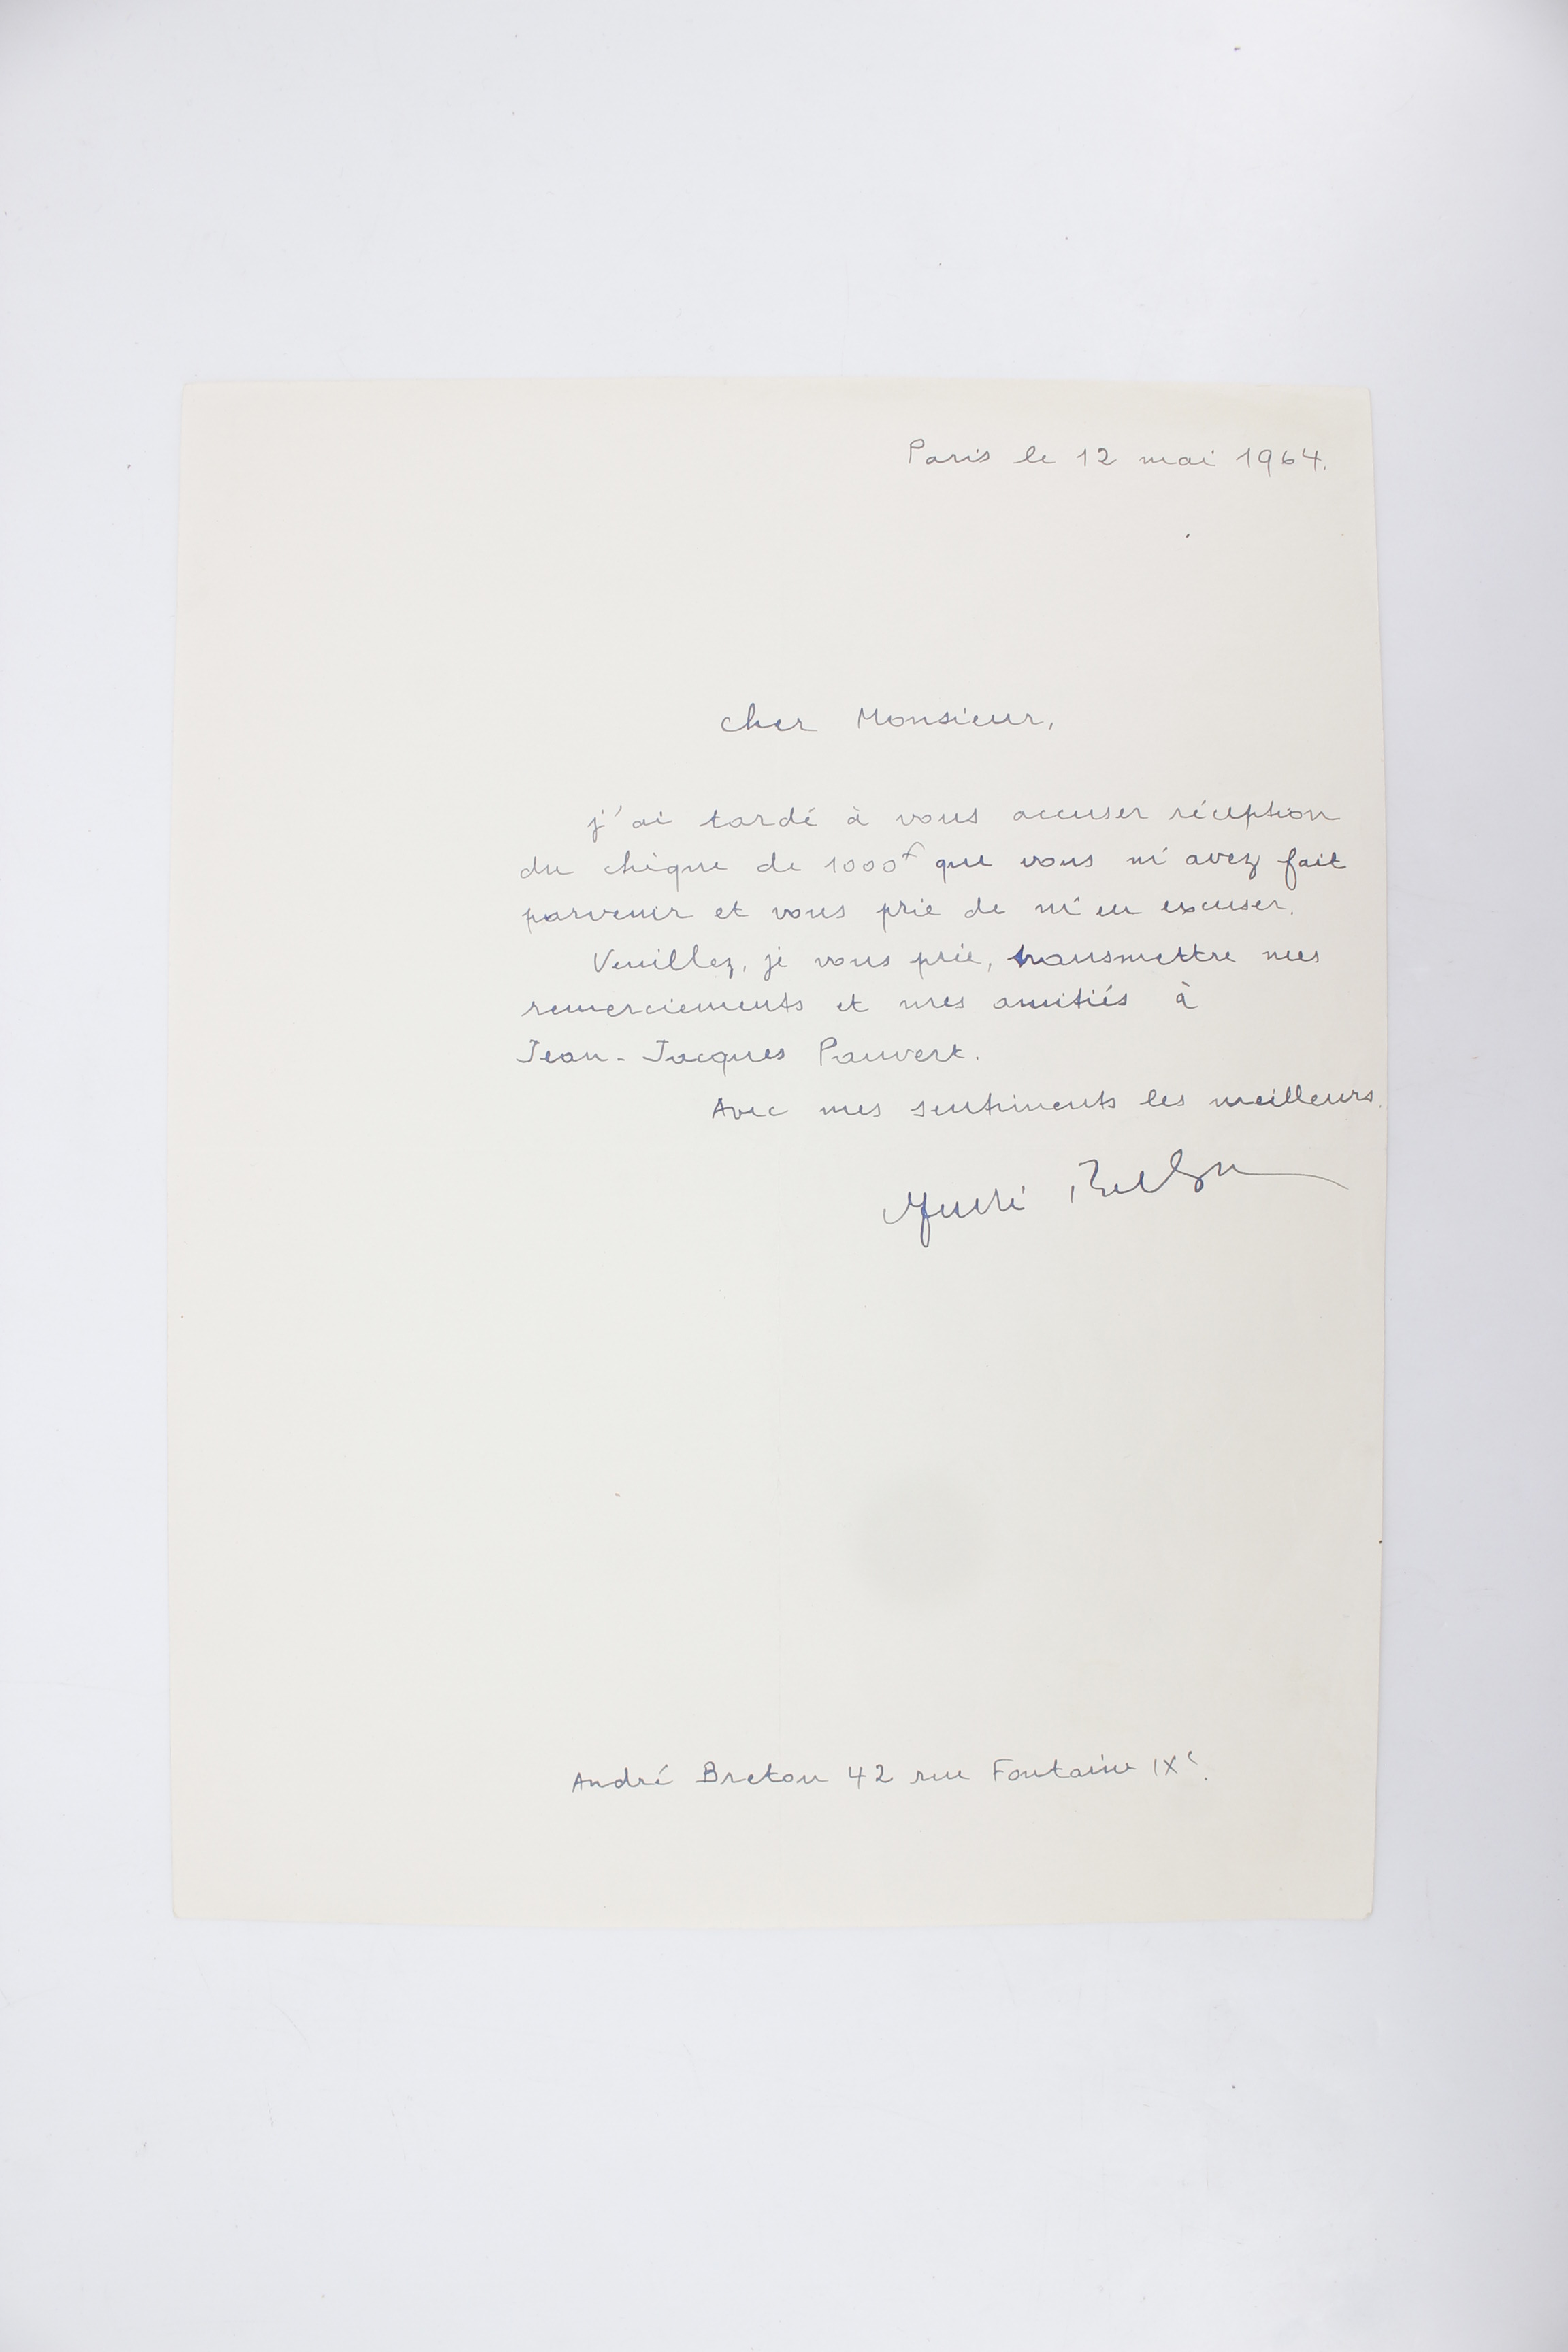 Paris le 12 mai 1964.
Cher Monsieur,
j'ai tardé à vous accuser réception
du chèque de 1000f que vous m'avez fait
parvenir et vous prie de m'en excuser.
Veuillez, je vous prie, transmettre mes
remerciements et mes amitiés à
Jean-Jacques Pauvert.
Avec mes sentiments les meilleurs.
André Breton
André Breton 42 rue Fontaine IXe.